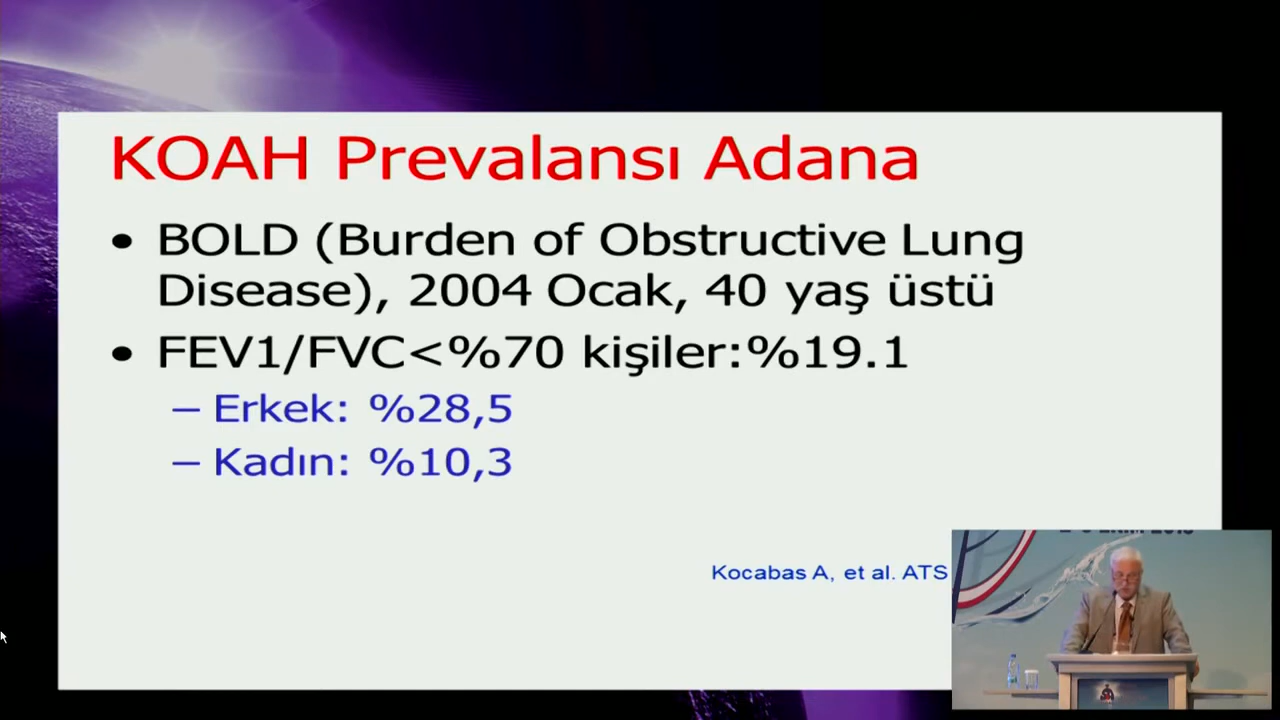 KOAH Prevalansı Adana
• BOLD (Burden of Obstructive Lung
Disease), 2004 Ocak, 40 yaş üstü
• FEV1/FVC<%70 kişiler:%19.1
– Erkek: %28,5
– Kadın: %10,3
Kocabas A, et al. ATS